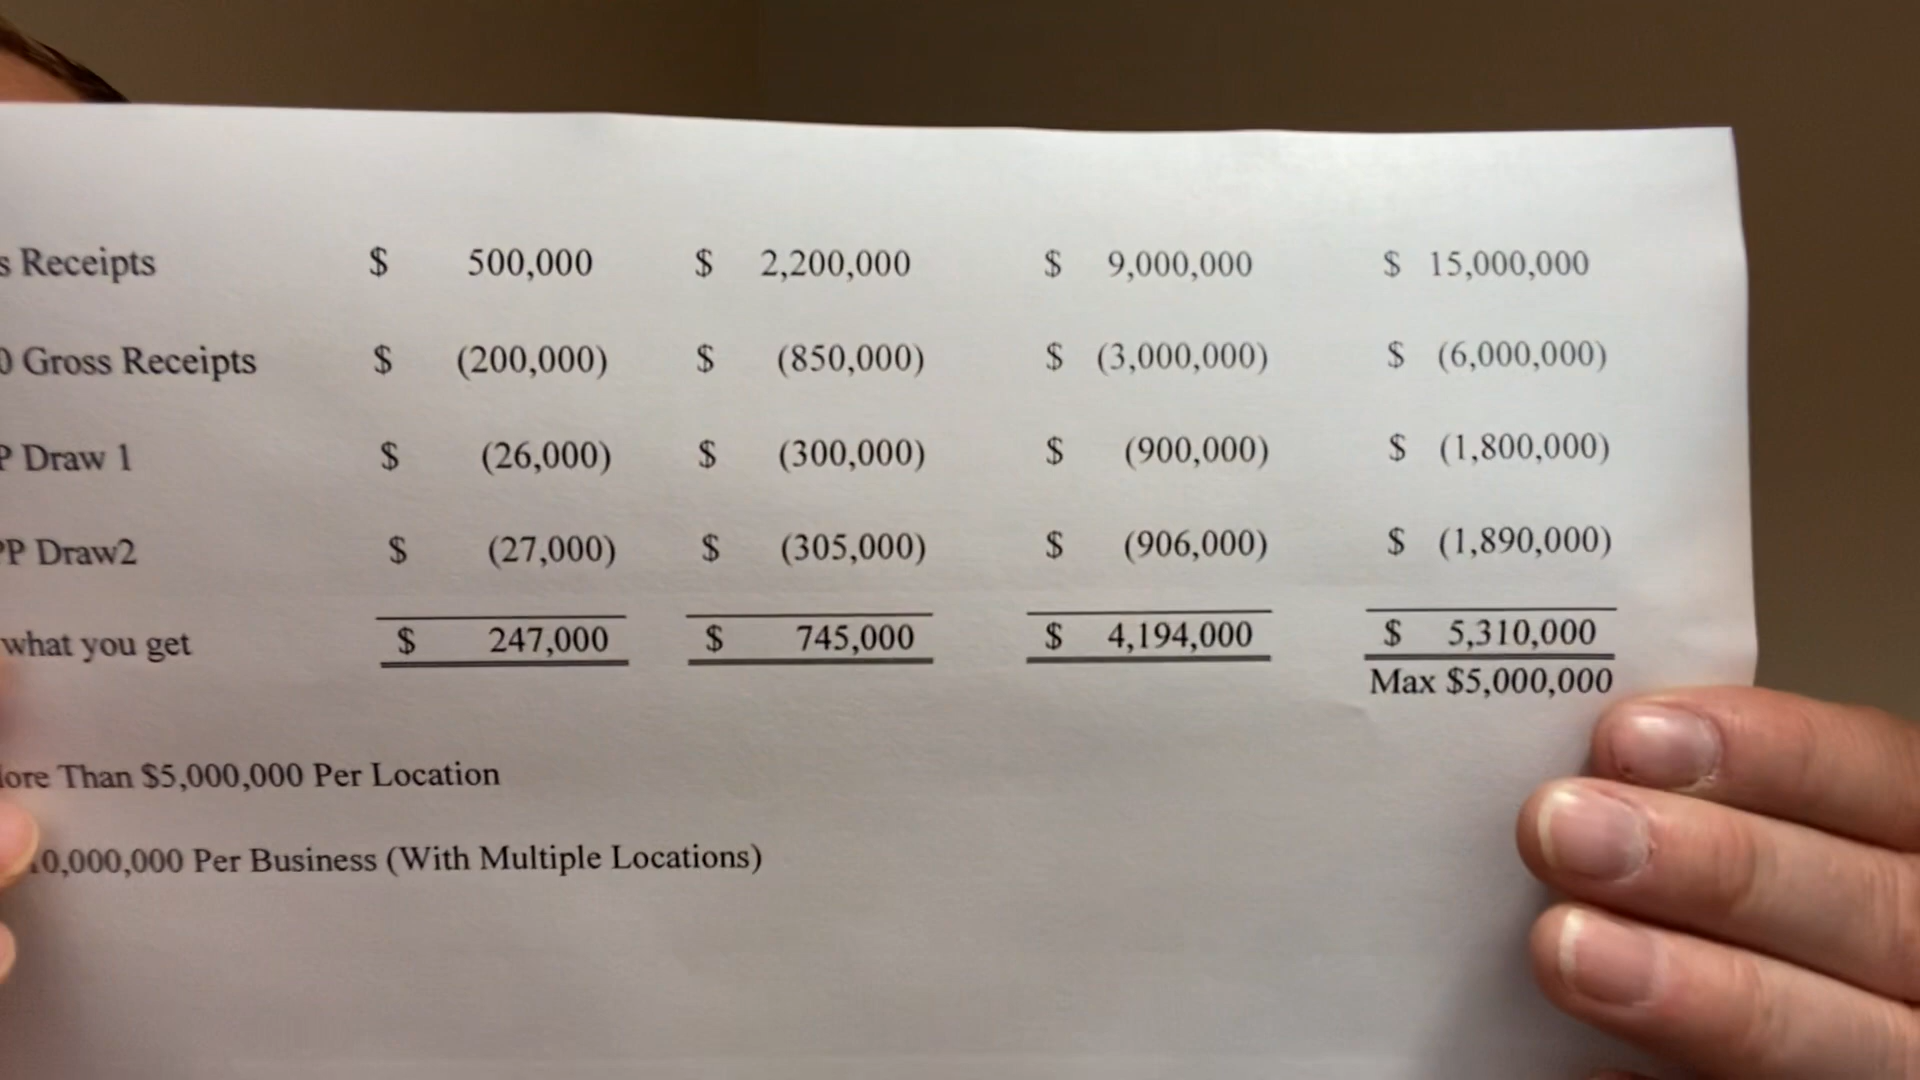 s Receipts $ 500,000 $ 2,200,000 $ 9,000,000 $ 15,000,000
0 Gross Receipts $ (200,000) $ (850,000) $ (3,000,000) $ (6,000,000)
P Draw 1 $ (26,000) $ (300,000) $ (900,000) $ (1,800,000)
PP Draw2 $ (27,000) $ (305,000) $ (906,000) $ (1,890,000)
what you get $ 247,000 $ 745,000 $ 4,194,000 $ 5,310,000
Max $5,000,000
ore Than $5,000,000 Per Location
0,000,000 Per Business (With Multiple Locations)